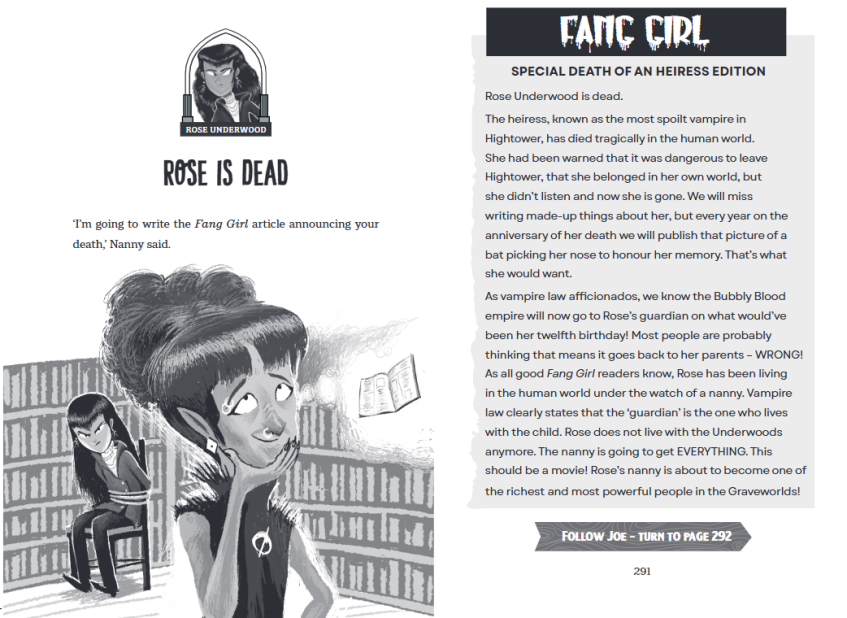 ROSE UNDERWOOD
ROSE IS DEAD
‘I’m going to write the Fang Girl article announcing your
death,’ Nanny said.
FANG GIRL
SPECIAL DEATH OF AN HEIRESS EDITION
Rose Underwood is dead.
The heiress, known as the most spoilt vampire in
Hightower, has died tragically in the human world.
She had been warned that it was dangerous to leave
Hightower, that she belonged in her own world, but
she didn’t listen and now she is gone. We will miss
writing made-up things about her, but every year on the
anniversary of her death we will publish that picture of a
bat picking her nose to honour her memory. That’s what
she would want.
As vampire law afficionados, we know the Bubbly Blood
empire will now go to Rose’s guardian on what would’ve
been her twelfth birthday! Most people are probably
thinking that means it goes back to her parents – WRONG!
As all good Fang Girl readers know, Rose has been living
in the human world under the watch of a nanny. Vampire
law clearly states that the ‘guardian’ is the one who lives
with the child. Rose does not live with the Underwoods
anymore. The nanny is going to get EVERYTHING. This
should be a movie! Rose’s nanny is about to become one of
the richest and most powerful people in the Graveworlds!
FOLLOW JOE – TURN TO PAGE 292
291